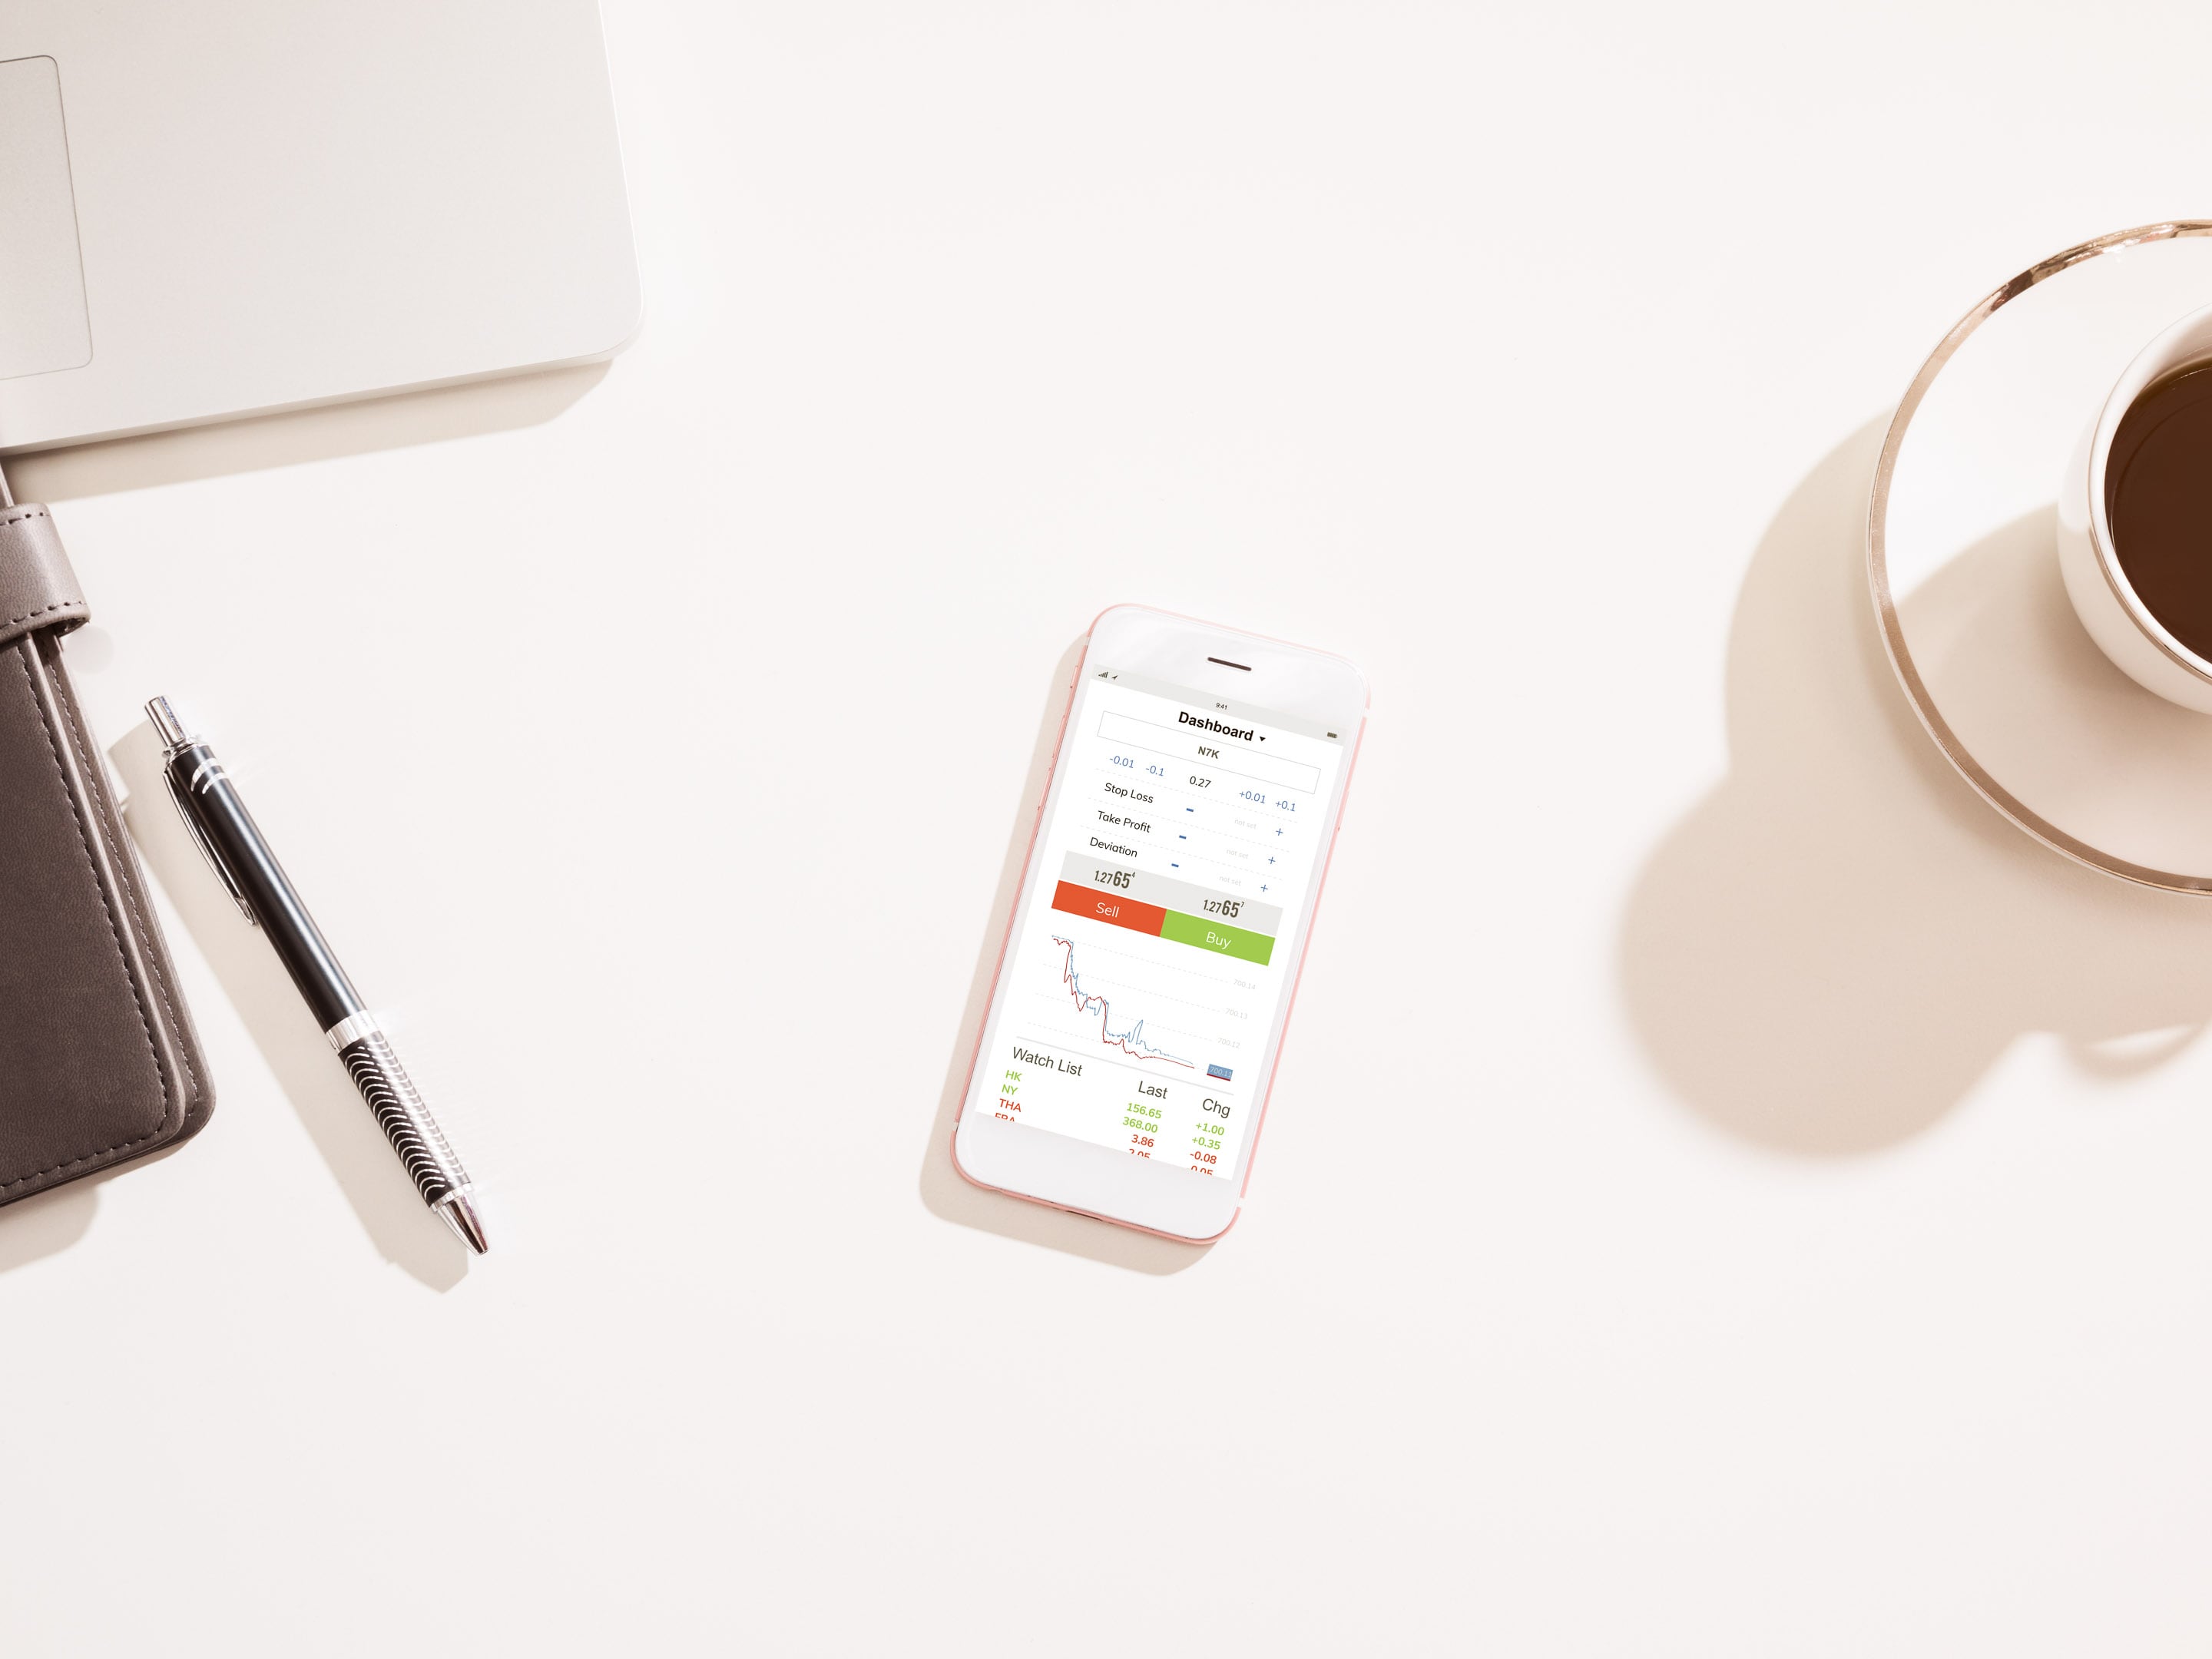 9:41
Dashboard
N7K
-0.01 -0.1 0.27 +0.01 +0.1
Stop Loss - not set +
Take Profit - not set +
Deviation - not set +
1.2765⁴ 1.2765⁷
Sell Buy
700.14
700.13
700.12
700.11
Watch List Last Chg
HK 156.65 +1.00
NY 368.00 +0.35
THA 3.86 -0.08